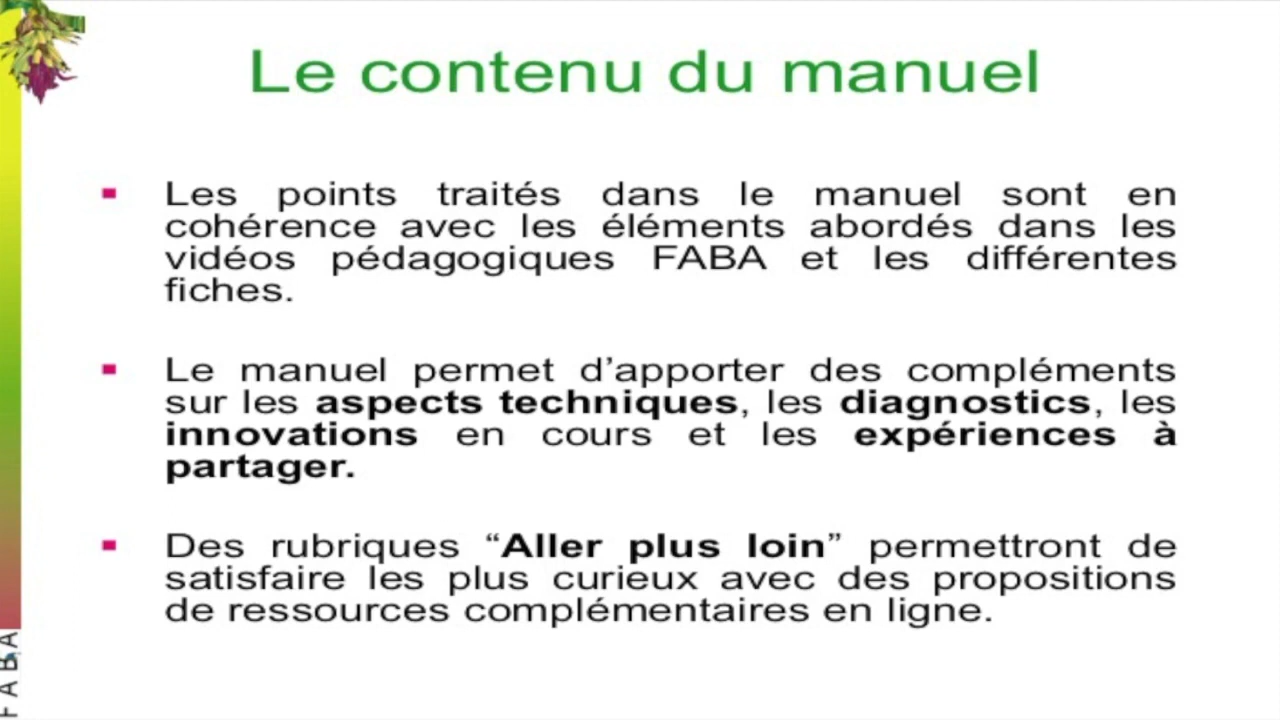 Le contenu du manuel
Les points traités dans le manuel sont en
cohérence avec les éléments abordés dans les
vidéos pédagogiques FABA et les différentes
fiches.
Le manuel permet d’apporter des compléments
sur les aspects techniques, les diagnostics, les
innovations en cours et les expériences à
partager.
Des rubriques “Aller plus loin” permettront de
satisfaire les plus curieux avec des propositions
de ressources complémentaires en ligne.
FABA